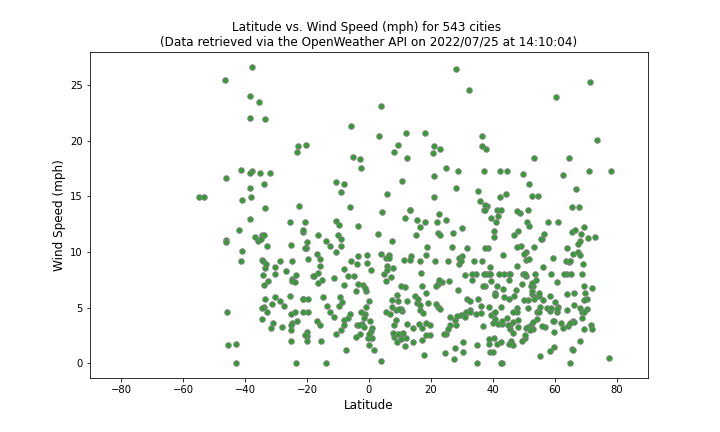 Latitude vs. Wind Speed (mph) for 543 cities
(Data retrieved via the OpenWeather API on 2022/07/25 at 14:10:04)
25
20
15
10
5
0
Wind Speed (mph)
−80 −60 −40 −20 0 20 40 60 80
Latitude